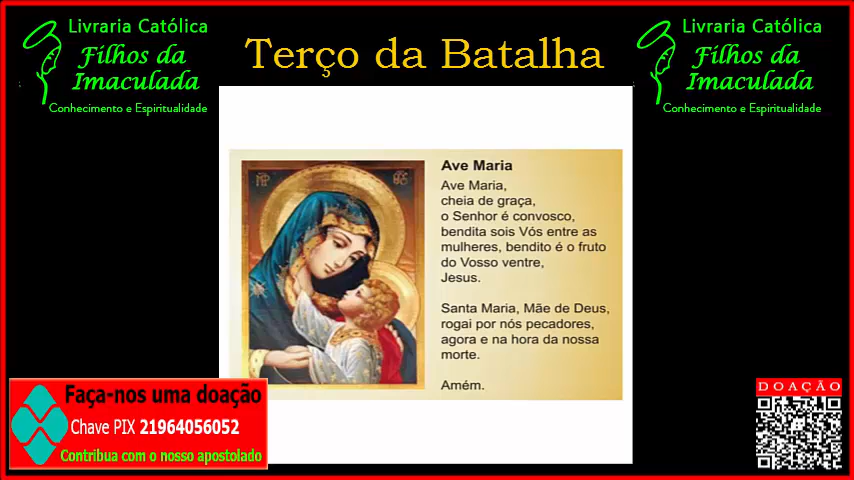 Livraria Católica
Filhos da
Imaculada
Conhecimento e Espiritualidade
Terço da Batalha
Livraria Católica
Filhos da
Imaculada
Conhecimento e Espiritualidade
Ave Maria
Ave Maria,
cheia de graça,
o Senhor é convosco,
bendita sois Vós entre as
mulheres, bendito é o fruto
do Vosso ventre,
Jesus.
Santa Maria, Mãe de Deus,
rogai por nós pecadores,
agora e na hora da nossa
morte.
Amém.
Faça-nos uma doação
Chave PIX 21964056052
Contribua com o nosso apostolado
DOAÇÃO